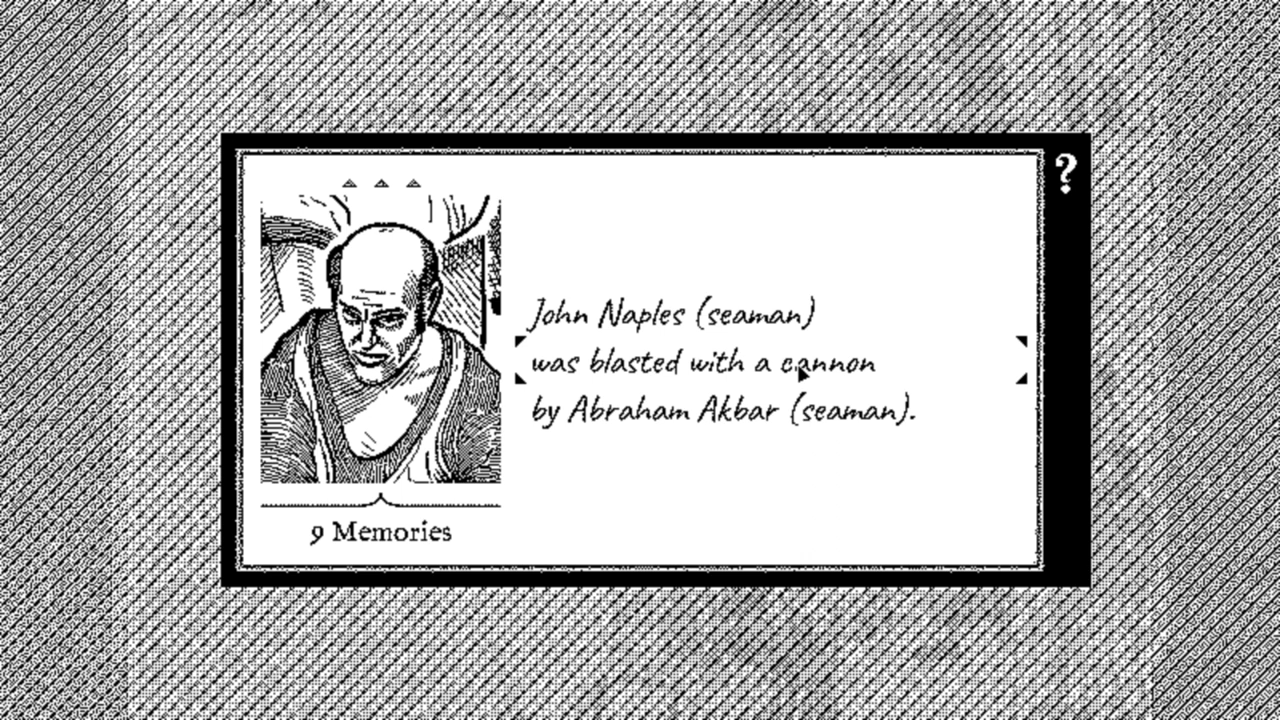 ?
John Naples (seaman)
was blasted with a cannon
by Abraham Akbar (seaman).
9 Memories